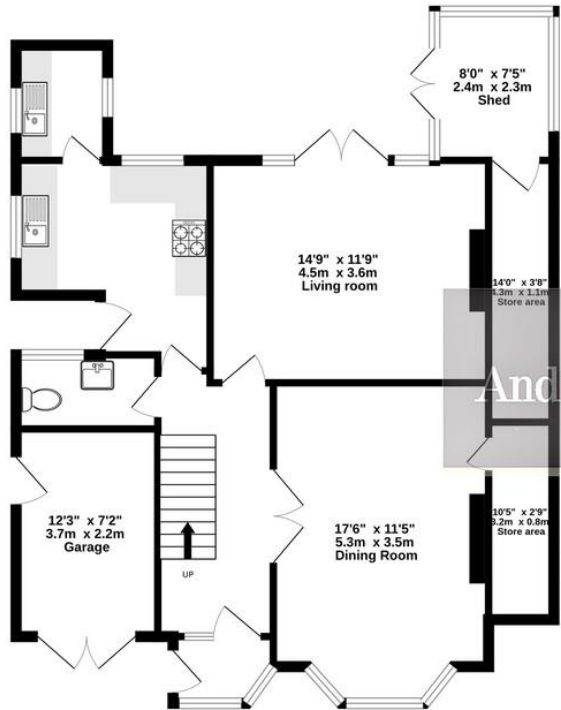 8'0" x 7'5"
2.4m x 2.3m
Shed
14'9" x 11'9"
4.5m x 3.6m
Living room
14'0" x 3'8"
4.3m x 1.1m
Store area
And
17'6" x 11'5"
5.3m x 3.5m
Dining Room
10'5" x 2'9"
3.2m x 0.8m
Store area
12'3" x 7'2"
3.7m x 2.2m
Garage
UP